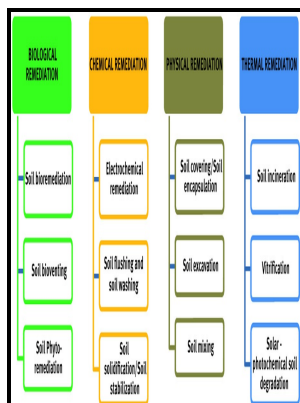 BIOLOGICAL
REMEDIATION
Soil bioremediation
Soil bioventing
Soil Phyto-
remediation
CHEMICAL REMEDIATION
Electrochemical
remediation
Soil flushing and
soil washing
Soil
solidification/Soil
stabilization
PHYSICAL REMEDIATION
Soil covering/Soil
encapsulation
Soil excavation
Soil mixing
THERMAL REMEDIATION
Soil incineration
Vitrification
Solar -
photochemical soil
degradation